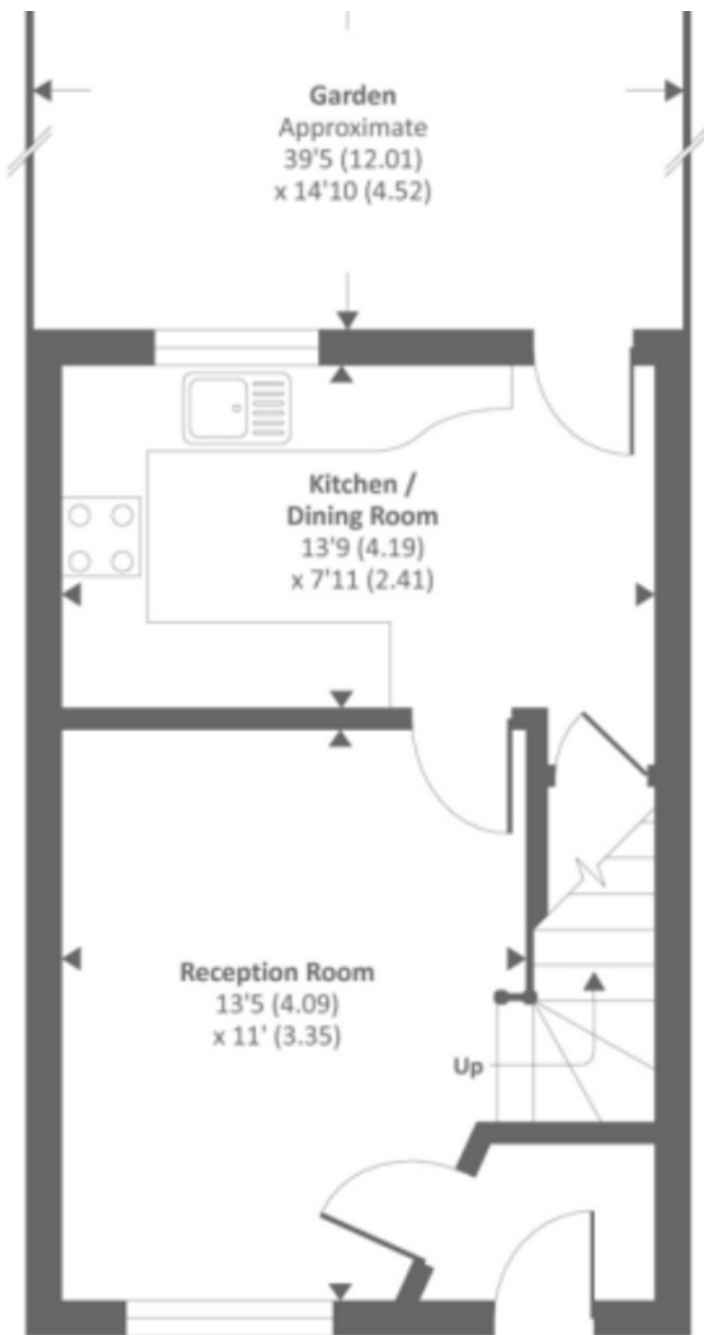 Garden
Approximate
39'5 (12.01)
x 14'10 (4.52)
Kitchen /
Dining Room
13'9 (4.19)
x 7'11 (2.41)
Reception Room
13'5 (4.09)
x 11' (3.35)
Up